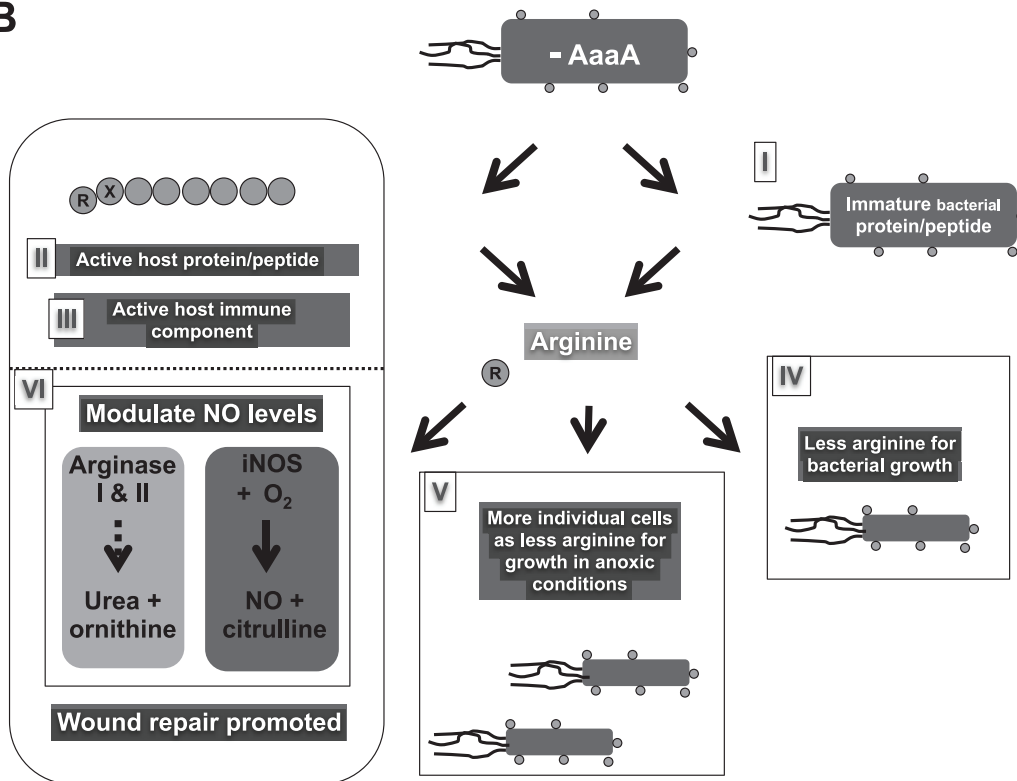 B
- AaaA
I
Immature bacterial
protein/peptide
R X
II
Active host protein/peptide
III
Active host immune
component
Arginine
R
VI
Modulate NO levels
Arginase
I & II
Urea +
ornithine
iNOS
+ O₂
NO +
citrulline
Wound repair promoted
V
More individual cells
as less arginine for
growth in anoxic
conditions
IV
Less arginine for
bacterial growth